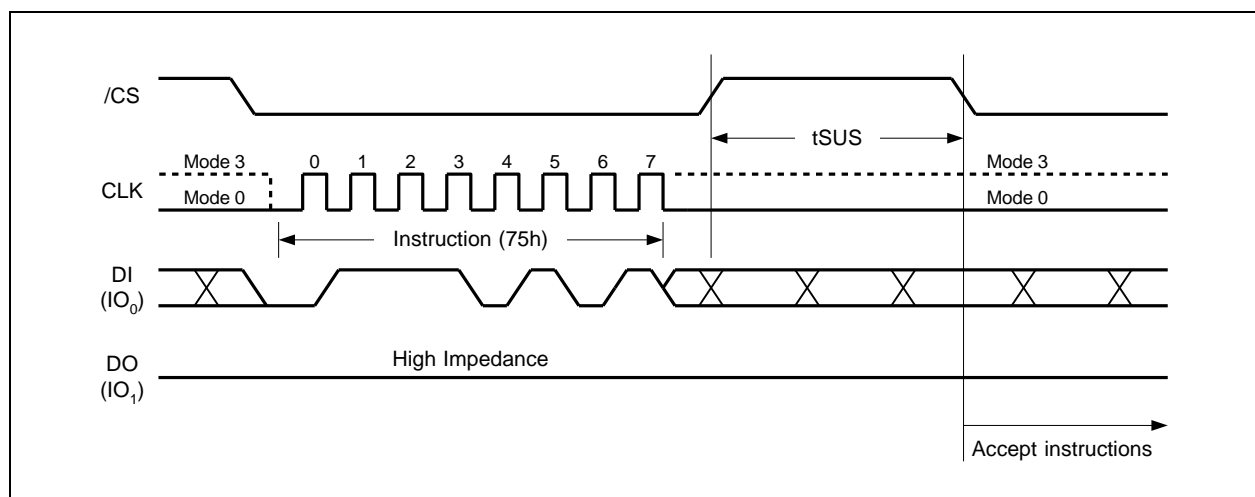 /CS
tSUS
Mode 3 0 1 2 3 4 5 6 7 Mode 3
CLK
Mode 0 Mode 0
Instruction (75h)
DI
(IO0)
High Impedance
DO
(IO1)
Accept instructions